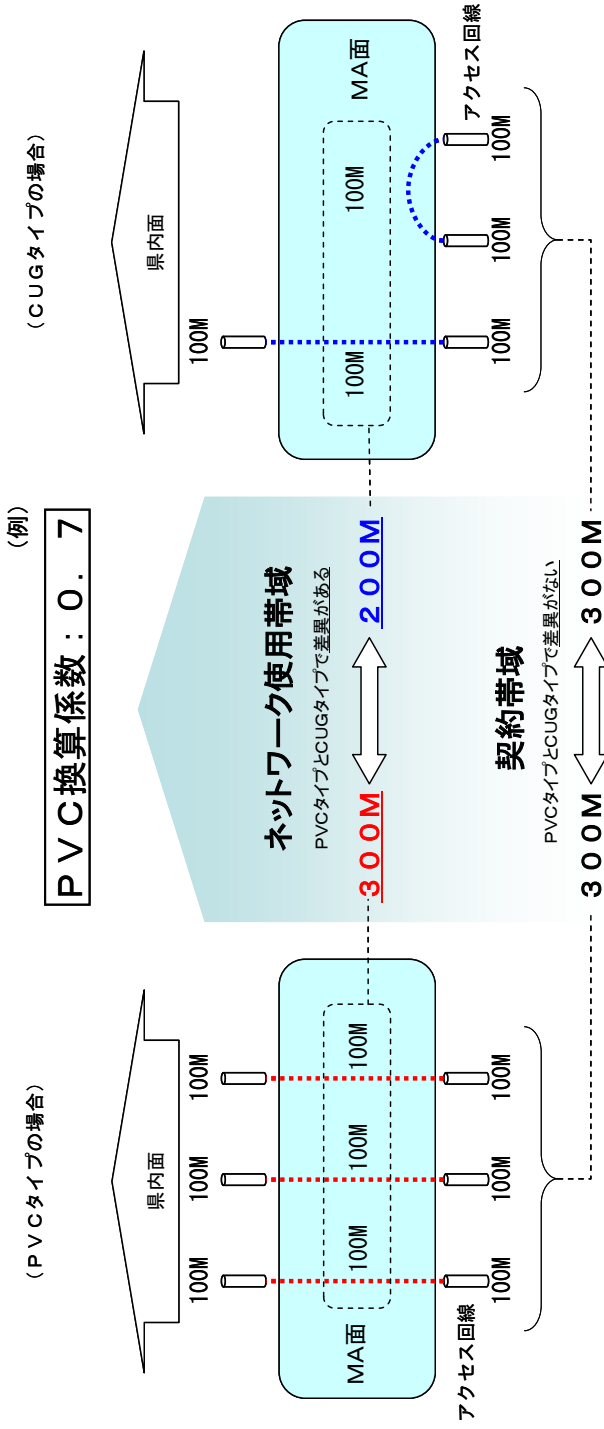 (例)
PVC換算係数:0.7
(PVCタイプの場合)
県内面
100M
100M
100M
MA面
100M
100M
100M
アクセス回線
100M
100M
100M
ネットワーク使用帯域
PVCタイプとCUGタイプで差異がある
300M
200M
契約帯域
PVCタイプとCUGタイプで差異がない
300M
300M
(CUGタイプの場合)
県内面
100M
MA面
100M
100M
アクセス回線
100M
100M
100M